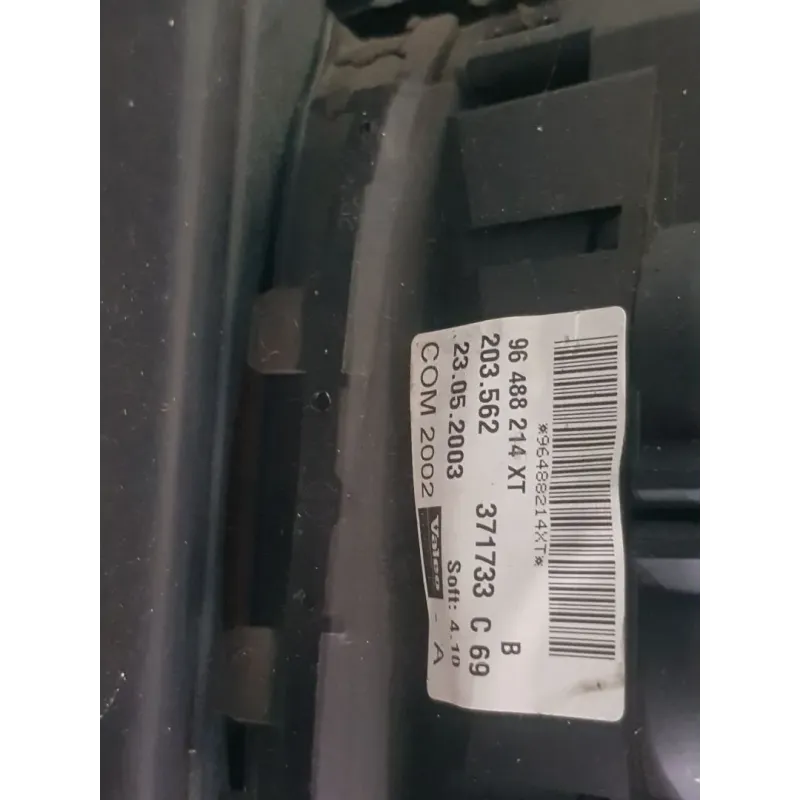 *96488214XT*
96 488 214 XT B
203.562 371733 C 69
23.05.2003 Soft: 4.10
COM 2002 Valeo - A